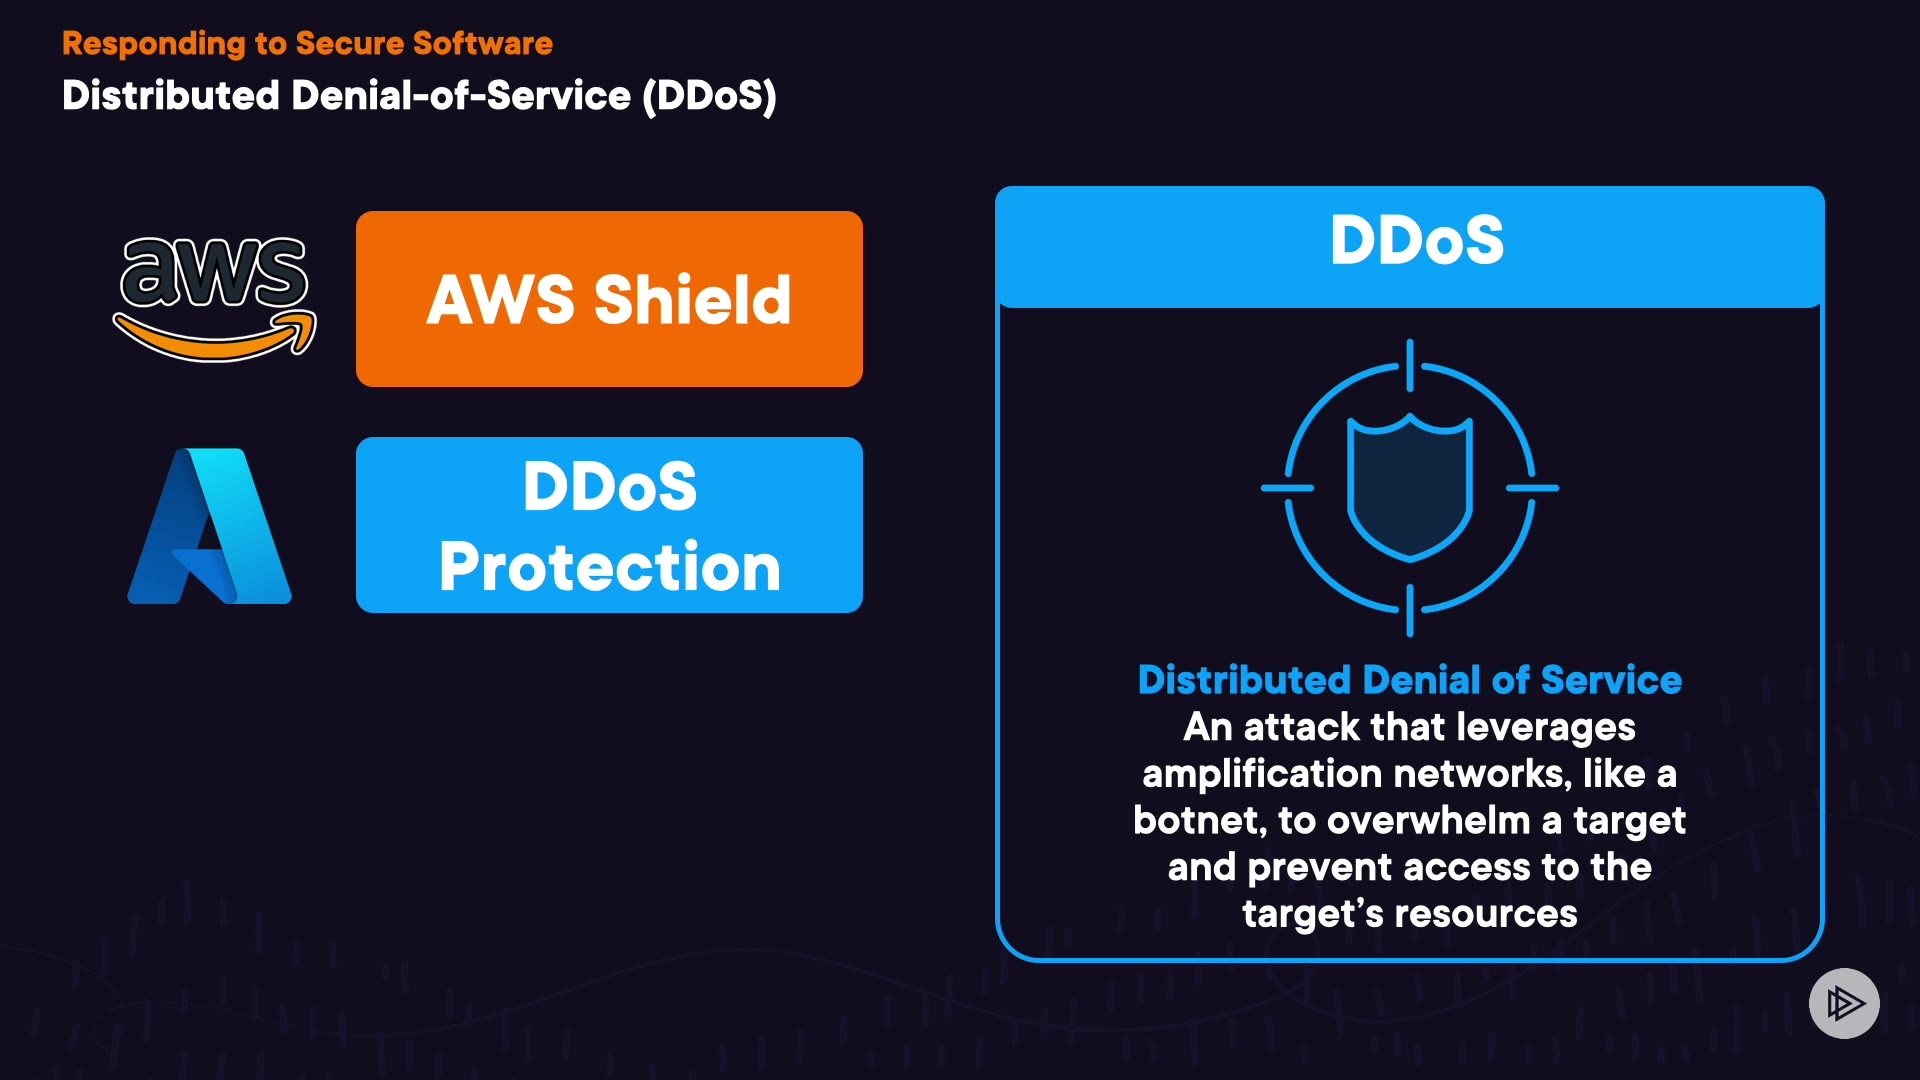 Responding to Secure Software
Distributed Denial-of-Service (DDoS)
aws
AWS Shield
DDoS
Protection
DDoS
Distributed Denial of Service
An attack that leverages
amplification networks, like a
botnet, to overwhelm a target
and prevent access to the
target’s resources